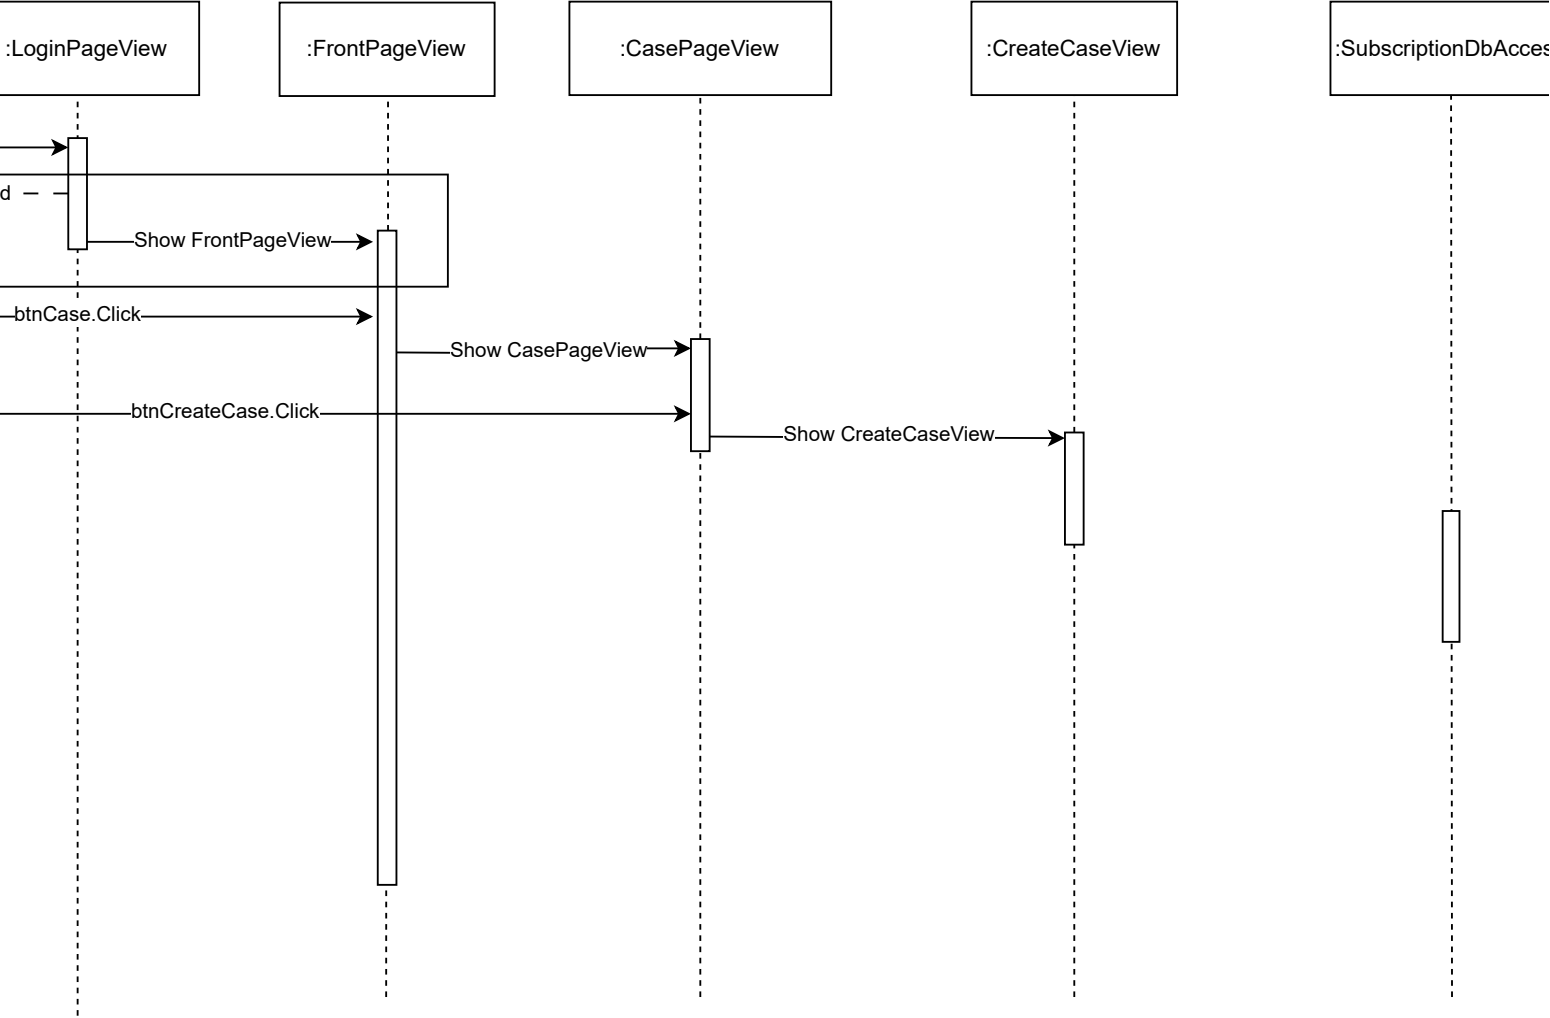 :LoginPageView
:FrontPageView
:CasePageView
:CreateCaseView
:SubscriptionDbAcces
d
Show FrontPageView
btnCase.Click
Show CasePageView
btnCreateCase.Click
Show CreateCaseView